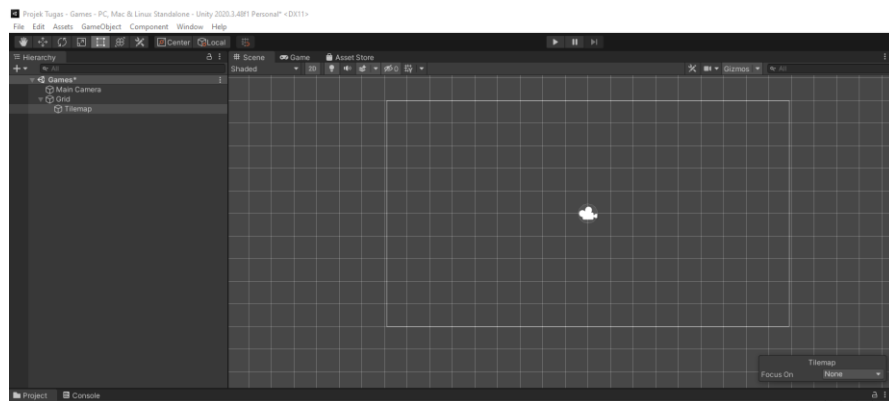 Projek Tugas - Games - PC, Mac & Linux Standalone - Unity 2020.3.48f1 Personal* <DX11>
File Edit Assets GameObject Component Window Help
Center Local
Hierarchy
Scene Game Asset Store
All
Shaded 2D 0 Gizmos All
Games*
Main Camera
Grid
Tilemap
Tilemap
Focus On None
Project Console